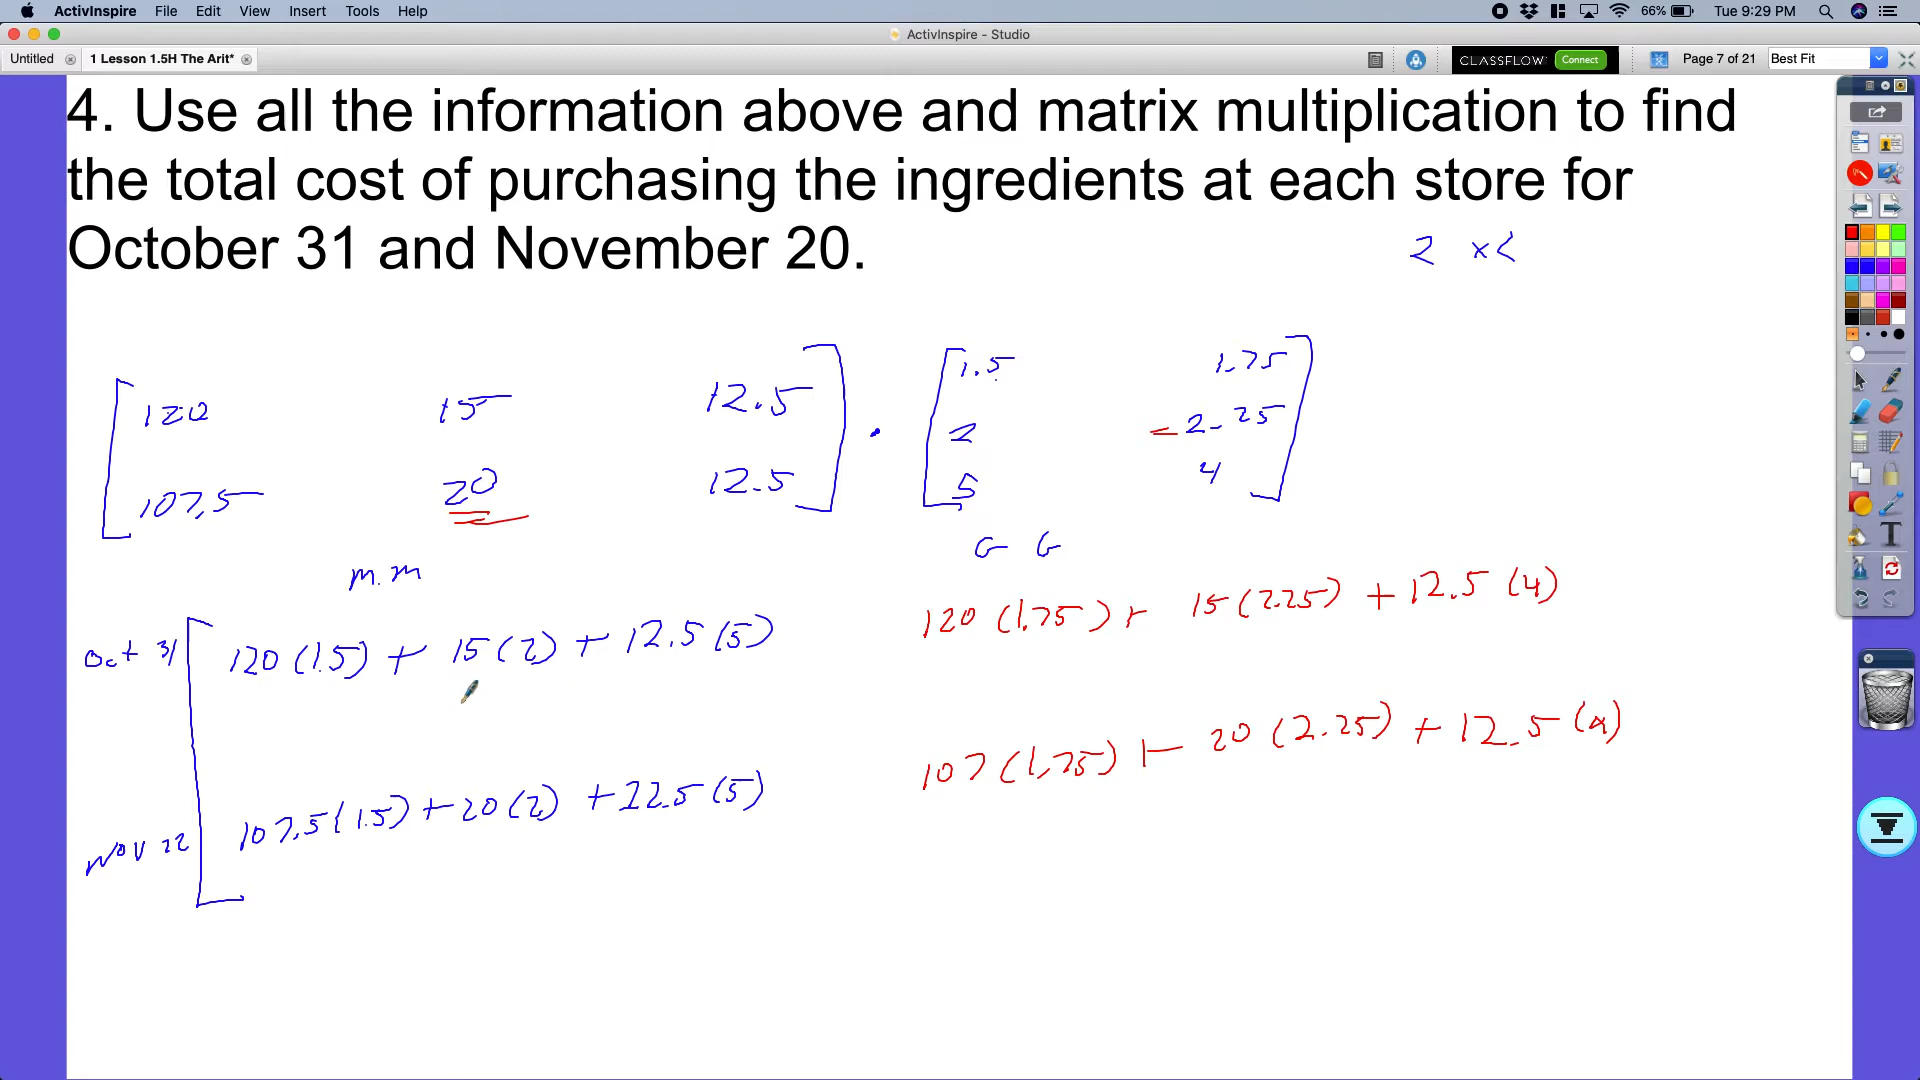 ActivInspire File Edit View Insert Tools Help 66% Tue 9:29 PM
ActivInspire - Studio
Untitled 1 Lesson 1.5H The Arit* CLASSFLOW Connect Page 7 of 21 Best Fit
4. Use all the information above and matrix multiplication to find
the total cost of purchasing the ingredients at each store for
October 31 and November 20.
2 x2
120 15 12.5 · 1.5 1.75
107.5 20 12.5 2 2.25
5 4
m.m G G
120(1.75)+ 15(2.25) + 12.5(4)
Oct 31 120(1.5) + 15(2) + 12.5(5)
107(1.75)+ 20(2.25) + 12.5(4)
Nov 22 107.5(1.5)+20(2) +12.5(5)